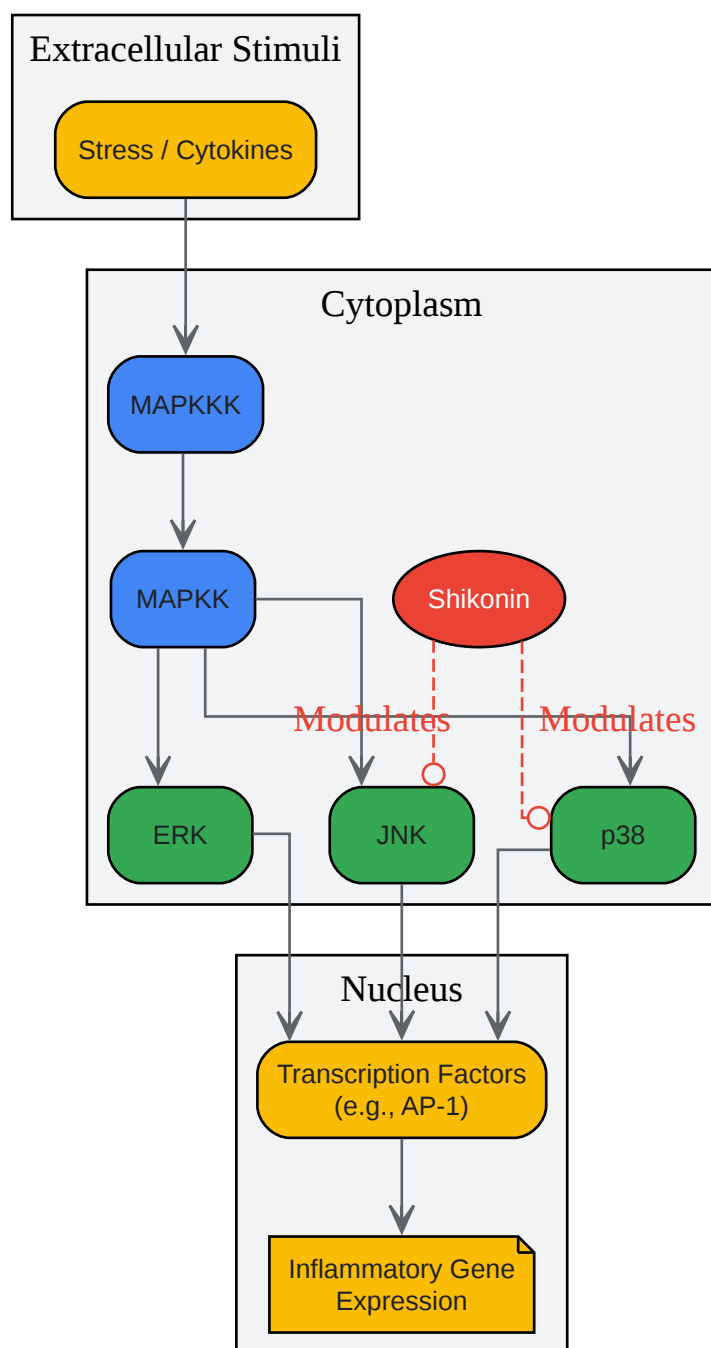 Extracellular Stimuli
Stress / Cytokines
Cytoplasm
MAPKKK
MAPKK
Shikonin
Modulates
Modulates
ERK
JNK
p38
Nucleus
Transcription Factors
(e.g., AP-1)
Inflammatory Gene
Expression